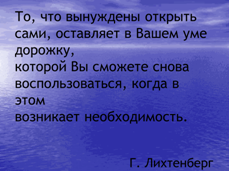 То, что вынуждены открыть
сами, оставляет в Вашем уме
дорожку,
которой Вы сможете снова
воспользоваться, когда в
этом
возникает необходимость.
Г. Лихтенберг